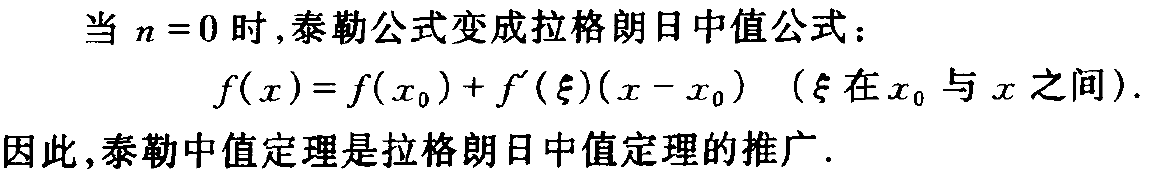 当 n = 0 时,泰勒公式变成拉格朗日中值公式:
f(x) = f(x₀) + f′(ξ)(x − x₀) (ξ 在 x₀ 与 x 之间).
因此,泰勒中值定理是拉格朗日中值定理的推广.